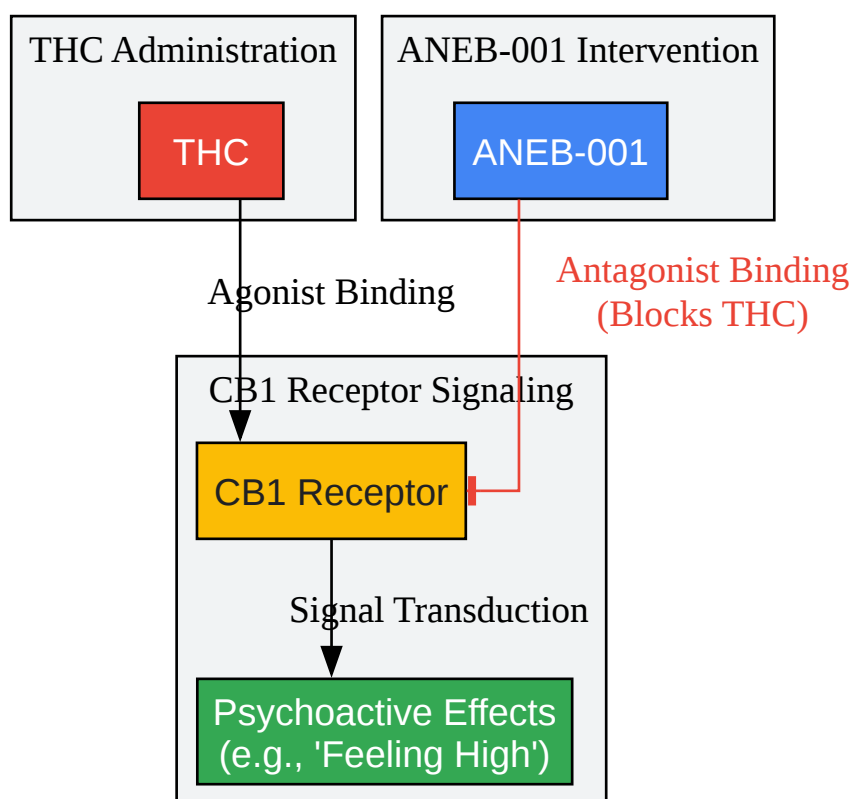 THC Administration
ANEB-001 Intervention
THC
ANEB-001
Agonist Binding
Antagonist Binding
(Blocks THC)
CB1 Receptor Signaling
CB1 Receptor
Signal Transduction
Psychoactive Effects
(e.g., 'Feeling High')